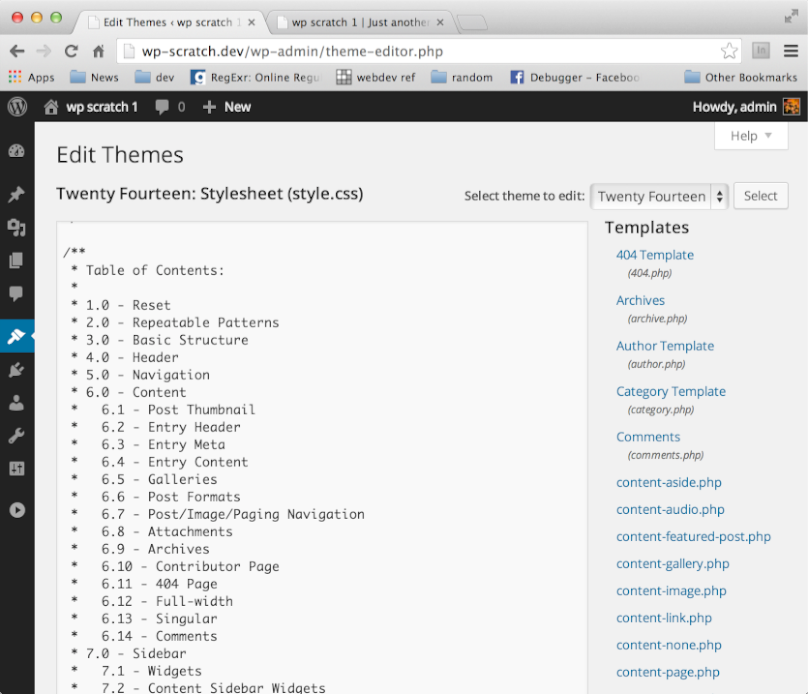 Edit Themes ‹ wp scratch 1
wp scratch 1 | Just another
wp-scratch.dev/wp-admin/theme-editor.php
Apps News dev RegExr: Online Regu webdev ref random Debugger – Faceboo Other Bookmarks
wp scratch 1 0 + New Howdy, admin
Help
Edit Themes
Twenty Fourteen: Stylesheet (style.css)
Select theme to edit: Twenty Fourteen Select
/**
* Table of Contents:
*
* 1.0 - Reset
* 2.0 - Repeatable Patterns
* 3.0 - Basic Structure
* 4.0 - Header
* 5.0 - Navigation
* 6.0 - Content
* 6.1 - Post Thumbnail
* 6.2 - Entry Header
* 6.3 - Entry Meta
* 6.4 - Entry Content
* 6.5 - Galleries
* 6.6 - Post Formats
* 6.7 - Post/Image/Paging Navigation
* 6.8 - Attachments
* 6.9 - Archives
* 6.10 - Contributor Page
* 6.11 - 404 Page
* 6.12 - Full-width
* 6.13 - Singular
* 6.14 - Comments
* 7.0 - Sidebar
* 7.1 - Widgets
* 7.2 - Content Sidebar Widgets
Templates
404 Template
(404.php)
Archives
(archive.php)
Author Template
(author.php)
Category Template
(category.php)
Comments
(comments.php)
content-aside.php
content-audio.php
content-featured-post.php
content-gallery.php
content-image.php
content-link.php
content-none.php
content-page.php